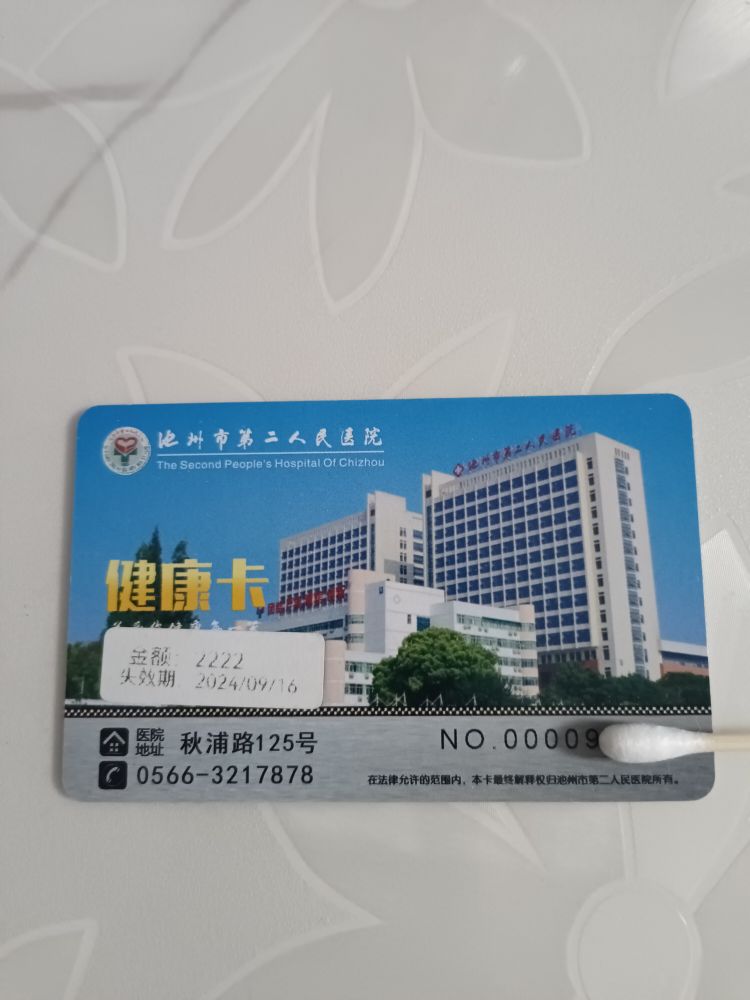 池州市第二人民医院
The Second People's Hospital Of Chizhou
池州市第二人民医院
健康卡
金额: 2222
失效期: 2024/09/16
医院地址 秋浦路125号
NO.00009
0566-3217878
在法律允许的范围内，本卡最终解释权归池州市第二人民医院所有。